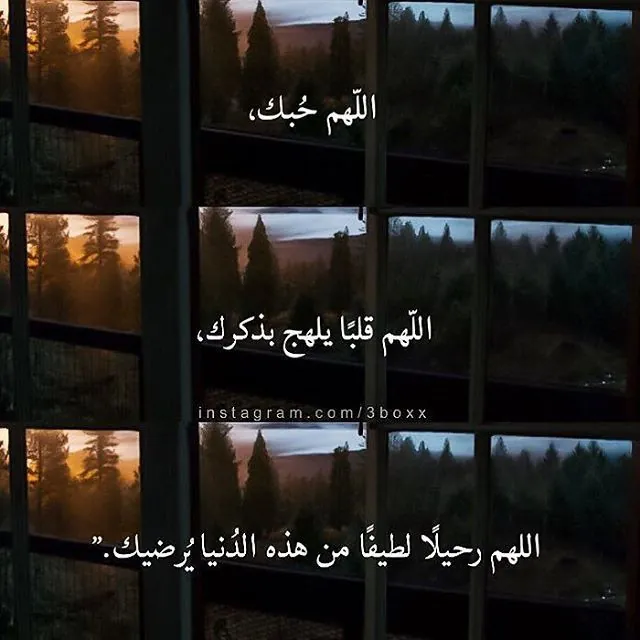 اللّهم حُبك،
اللّهم قلبًا يلهج بذكرك،
instagram.com/3boxx
اللهم رحيلًا لطيفًا من هذه الدُنيا يُرضيك.”